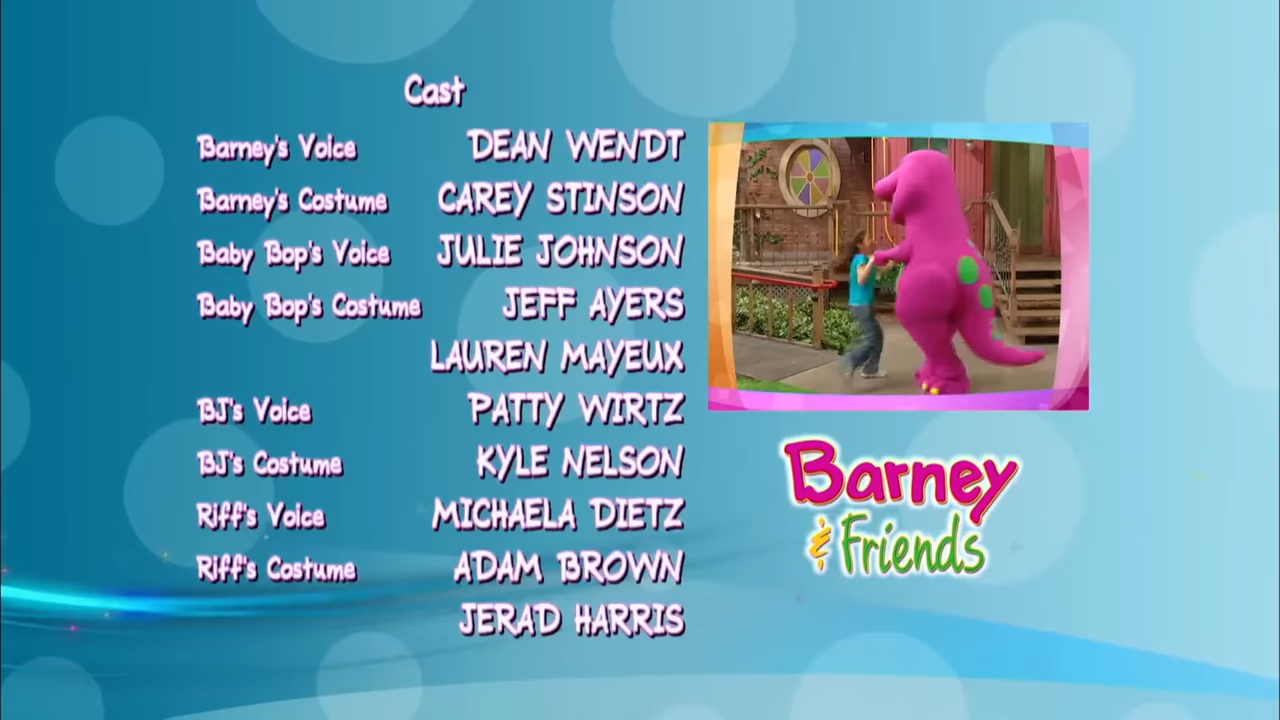 Cast
Barney's Voice DEAN WENDT
Barney's Costume CAREY STINSON
Baby Bop's Voice JULIE JOHNSON
Baby Bop's Costume JEFF AYERS
LAUREN MAYEUX
BJ's Voice PATTY WIRTZ
BJ's Costume KYLE NELSON
Riff's Voice MICHAELA DIETZ
Riff's Costume ADAM BROWN
JERAD HARRIS
Barney
& Friends